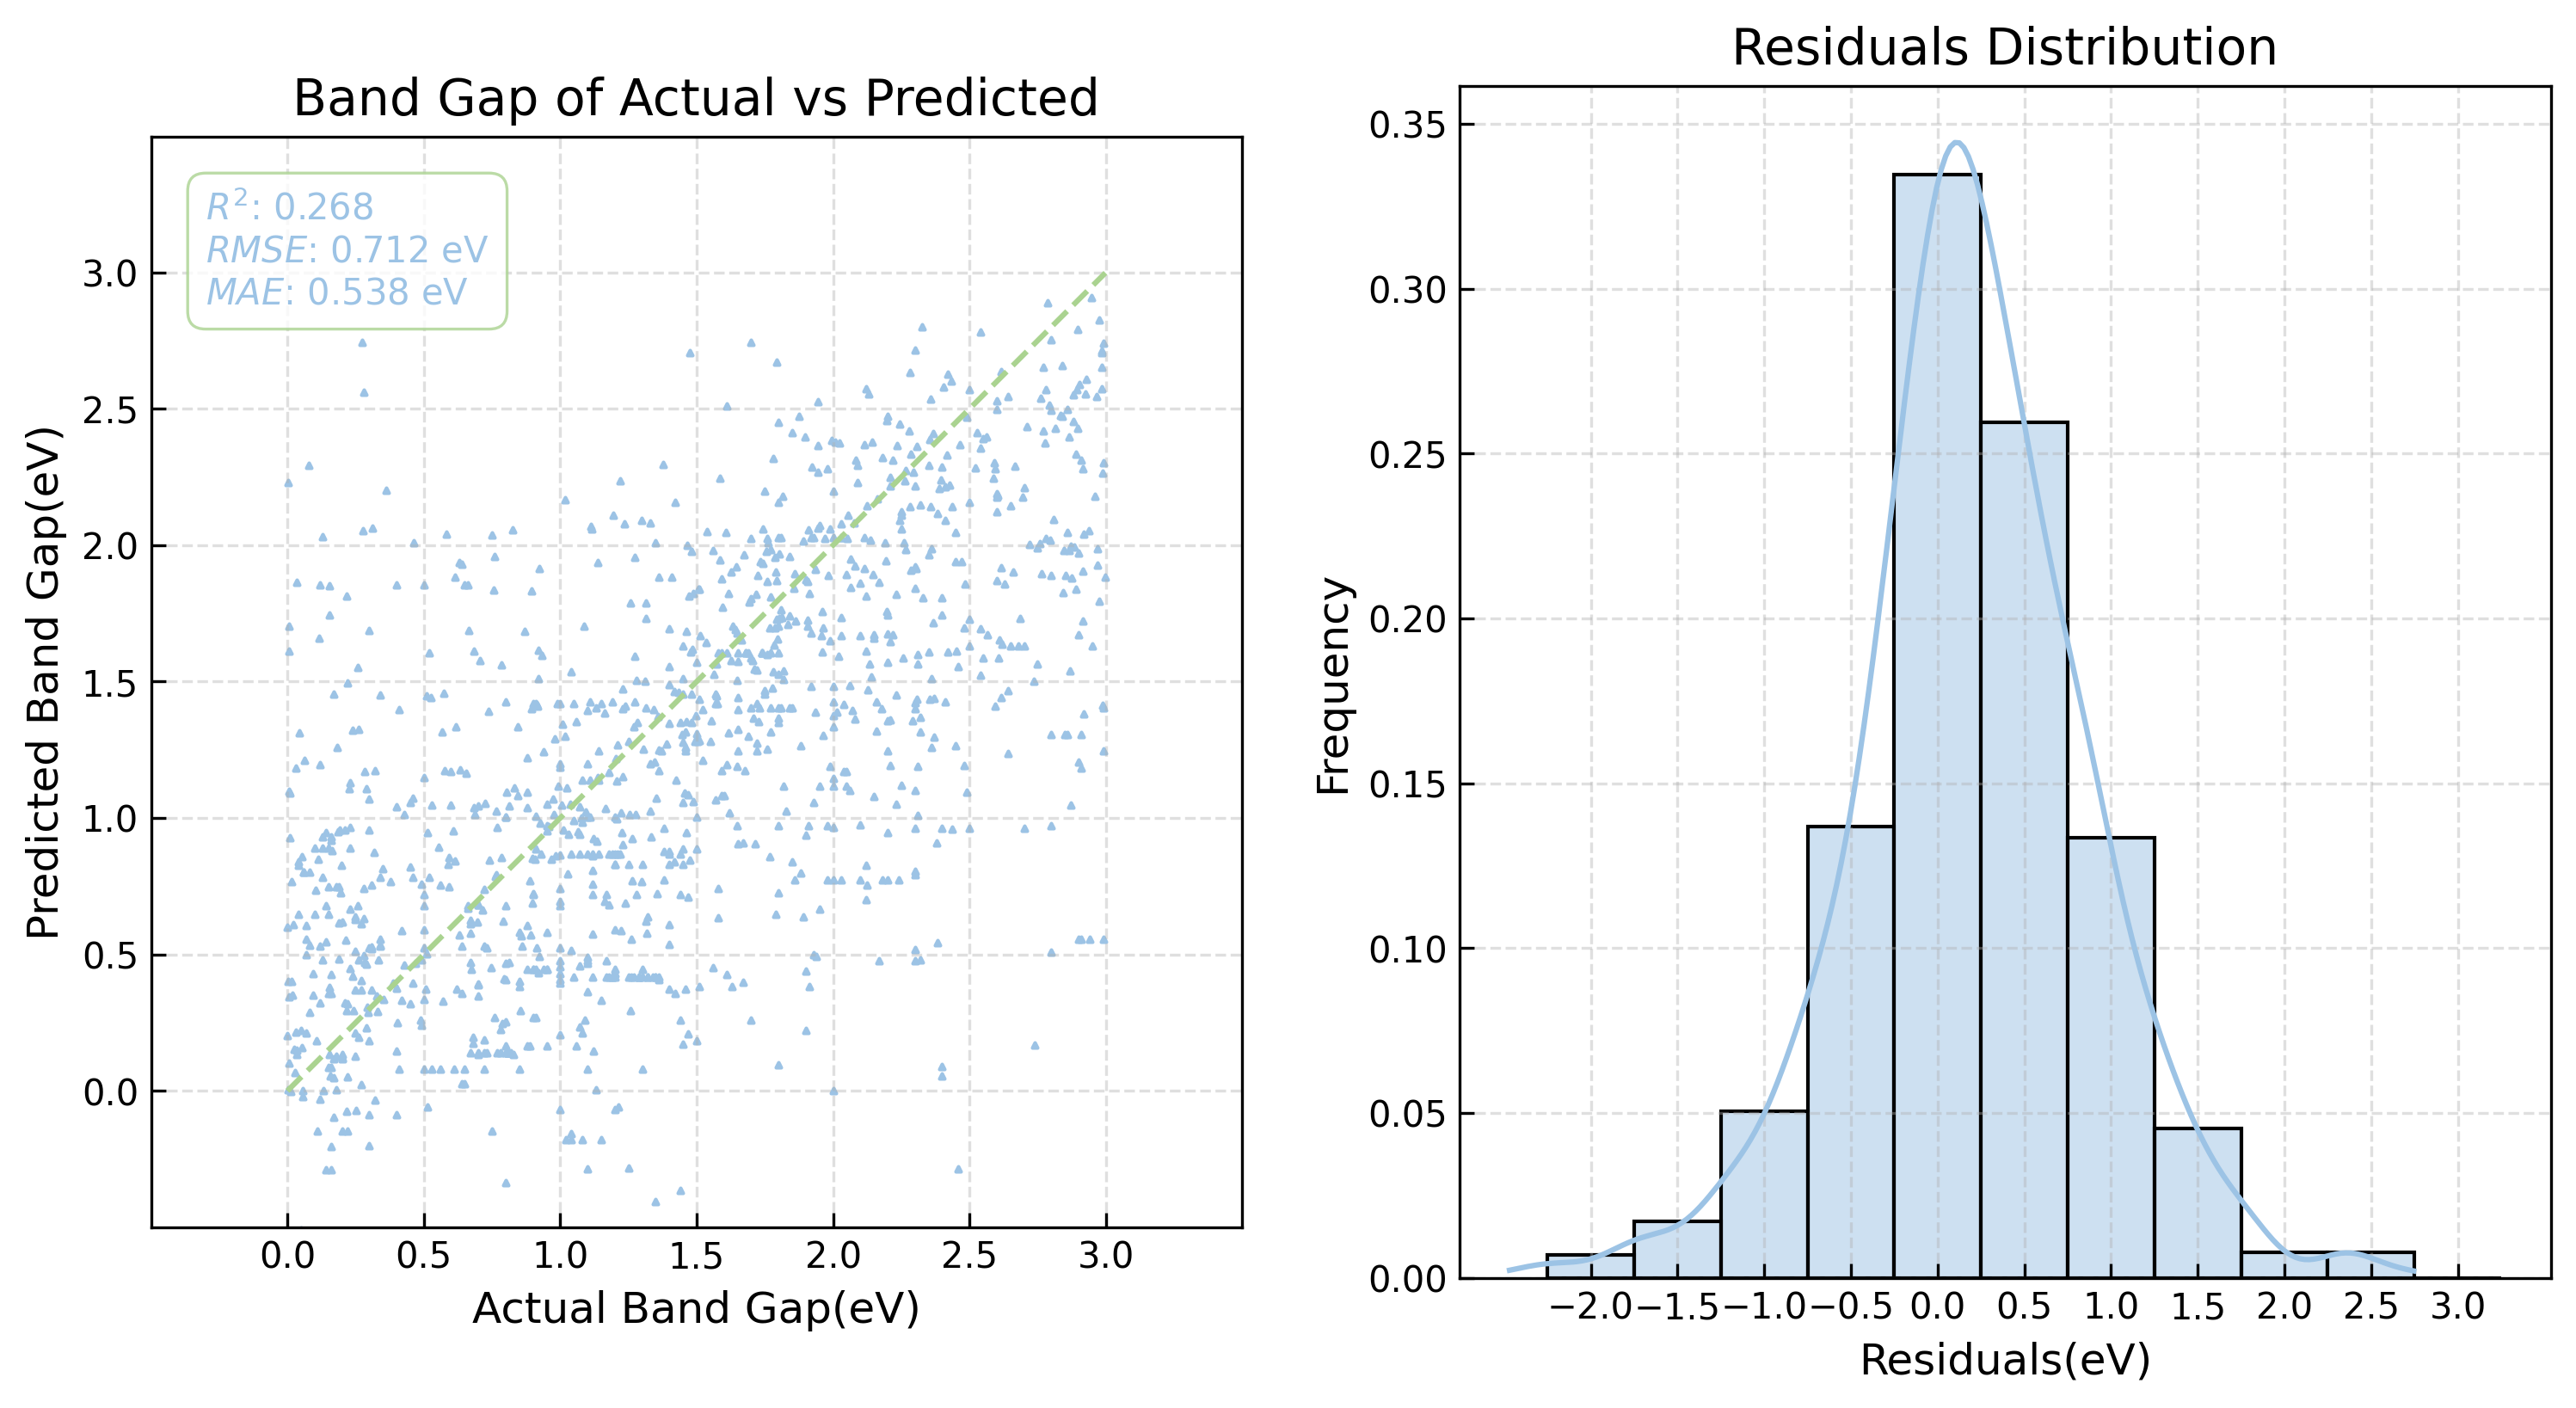 Band Gap of Actual vs Predicted
R²: 0.268
RMSE: 0.712 eV
MAE: 0.538 eV
Predicted Band Gap(eV)
3.0
2.5
2.0
1.5
1.0
0.5
0.0
0.0 0.5 1.0 1.5 2.0 2.5 3.0
Actual Band Gap(eV)
Residuals Distribution
Frequency
0.35
0.30
0.25
0.20
0.15
0.10
0.05
0.00
−2.0 −1.5 −1.0 −0.5 0.0 0.5 1.0 1.5 2.0 2.5 3.0
Residuals(eV)